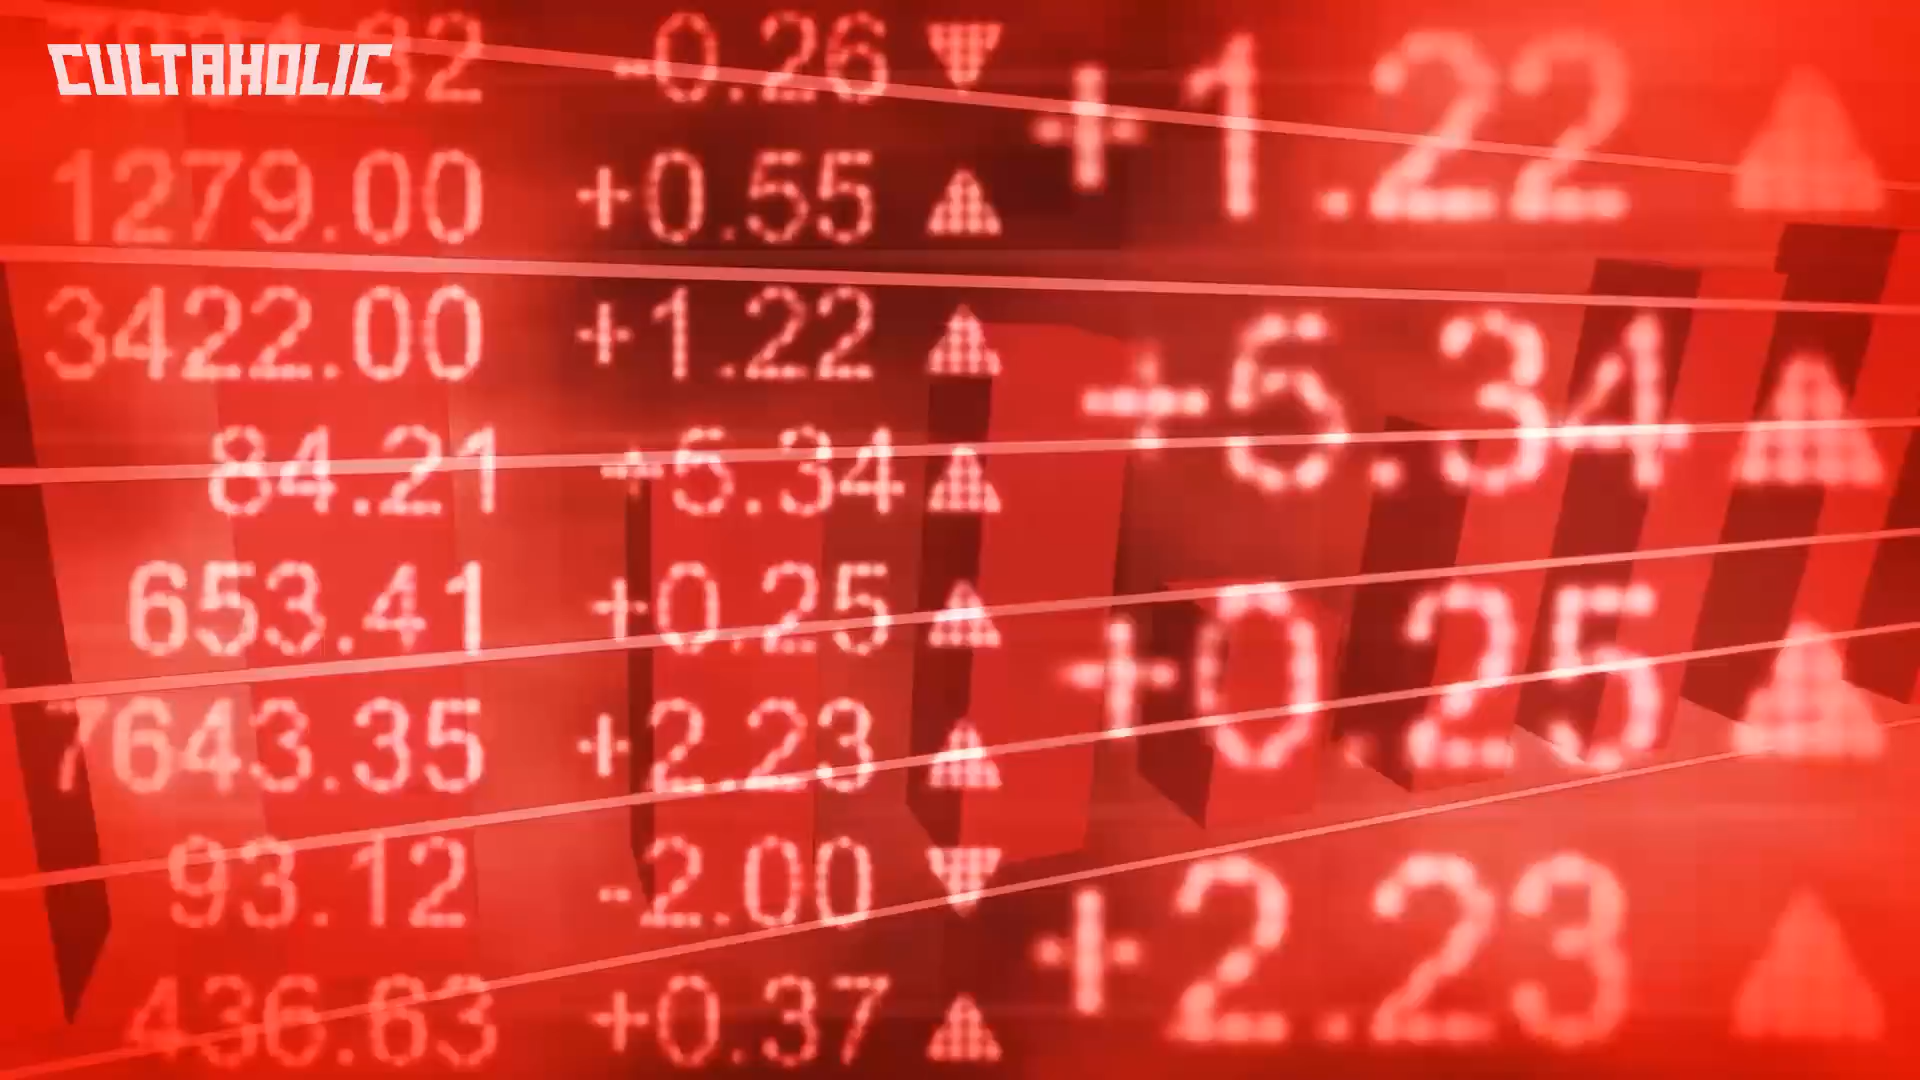 CULTAHOLIC
-0.26 ▼
1279.00 +0.55 ▲
3422.00 +1.22 ▲
84.21 +5.34 ▲
653.41 +0.25 ▲
7643.35 +2.23 ▲
93.12 -2.00 ▼
436.63 +0.37 ▲
+1.22 ▲
+5.34 ▲
+0.25 ▲
+2.23 ▲